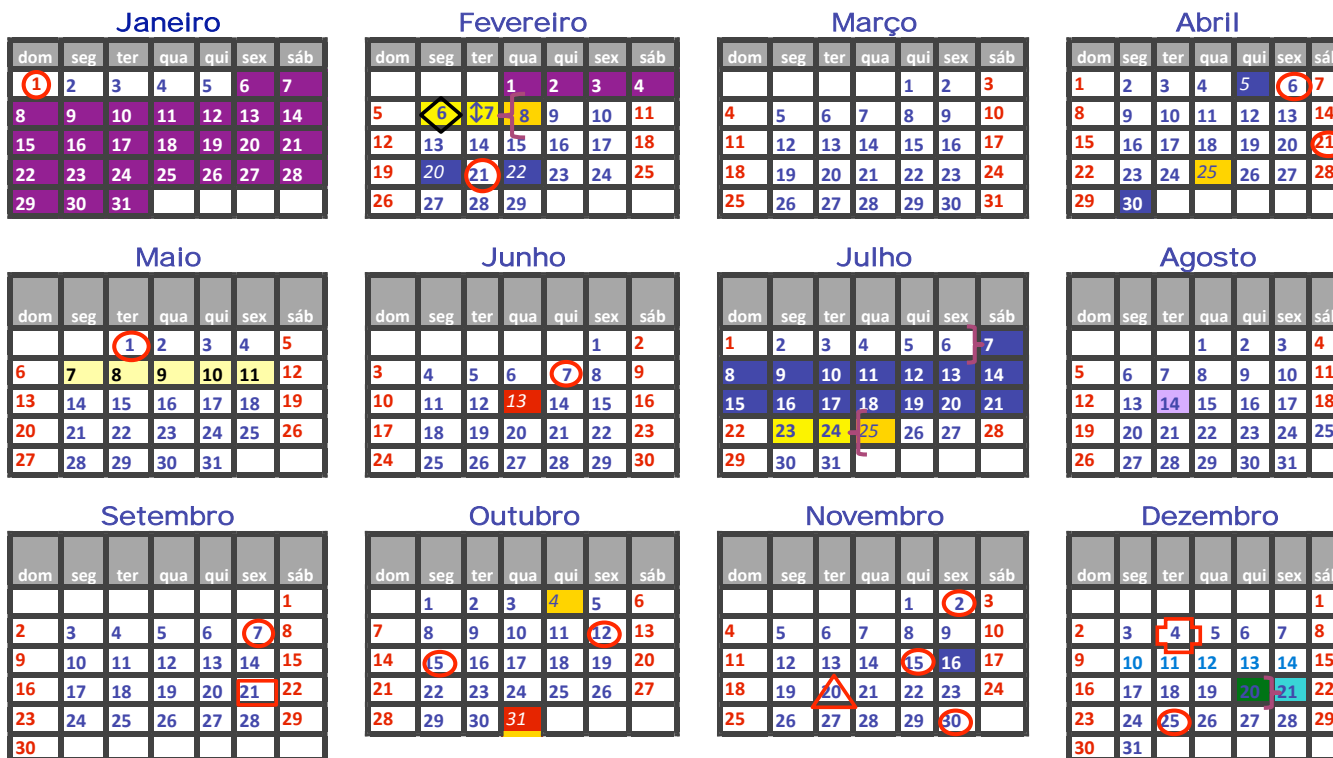 Janeiro Fevereiro Março Abril
dom seg ter qua qui sex sáb dom seg ter qua qui sex sáb dom seg ter qua qui sex sáb dom seg ter qua qui sex
1 2 3 4 5 6 7 1 2 3 4 1 2 3 1 2 3 4 5 6 7
8 9 10 11 12 13 14 5 6 ↕7 8 9 10 11 4 5 6 7 8 9 10 8 9 10 11 12 13 14
15 16 17 18 19 20 21 12 13 14 15 16 17 18 11 12 13 14 15 16 17 15 16 17 18 19 20 21
22 23 24 25 26 27 28 19 20 21 22 23 24 25 18 19 20 21 22 23 24 22 23 24 25 26 27 28
29 30 31 26 27 28 29 25 26 27 28 29 30 31 29 30
Maio Junho Julho Agosto
dom seg ter qua qui sex sáb dom seg ter qua qui sex sáb dom seg ter qua qui sex sáb dom seg ter qua qui sex
1 2 3 4 5 1 2 1 2 3 4 5 6 7 1 2 3 4
6 7 8 9 10 11 12 3 4 5 6 7 8 9 8 9 10 11 12 13 14 5 6 7 8 9 10 11
13 14 15 16 17 18 19 10 11 12 13 14 15 16 15 16 17 18 19 20 21 12 13 14 15 16 17 18
20 21 22 23 24 25 26 17 18 19 20 21 22 23 22 23 24 25 26 27 28 19 20 21 22 23 24 25
27 28 29 30 31 24 25 26 27 28 29 30 29 30 31 26 27 28 29 30 31
Setembro Outubro Novembro Dezembro
dom seg ter qua qui sex sáb dom seg ter qua qui sex sáb dom seg ter qua qui sex sáb dom seg ter qua qui sex
1 1 2 3 4 5 6 1 2 3 1
2 3 4 5 6 7 8 7 8 9 10 11 12 13 4 5 6 7 8 9 10 2 3 4 5 6 7 8
9 10 11 12 13 14 15 14 15 16 17 18 19 20 11 12 13 14 15 16 17 9 10 11 12 13 14 15
16 17 18 19 20 21 22 21 22 23 24 25 26 27 18 19 20 21 22 23 24 16 17 18 19 20 21 22
23 24 25 26 27 28 29 28 29 30 31 25 26 27 28 29 30 23 24 25 26 27 28 29
30 30 31